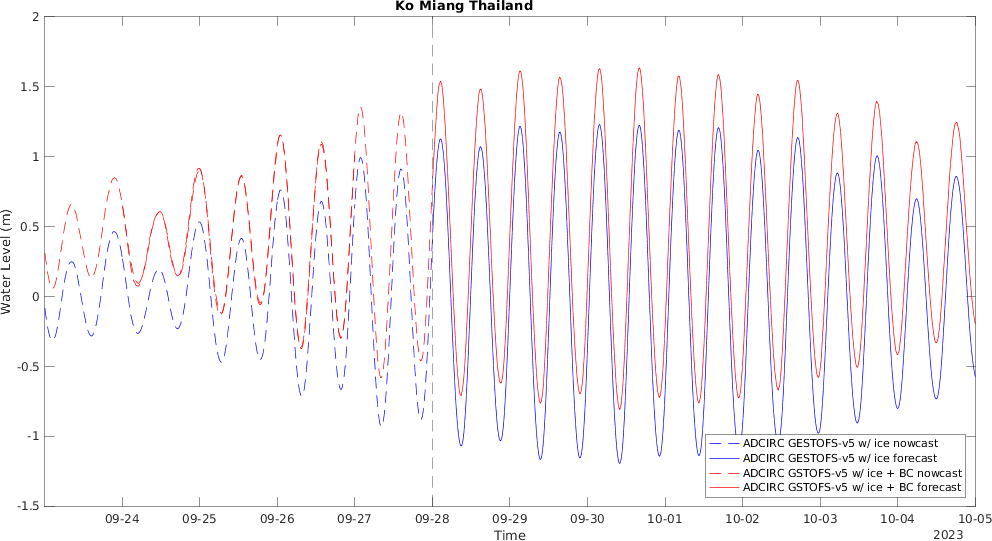 Ko Miang Thailand
2
1.5
1
0.5
0
-0.5
-1
-1.5
Water Level (m)
ADCIRC GESTOFS-v5 w/ ice nowcast
ADCIRC GESTOFS-v5 w/ ice forecast
ADCIRC GSTOFS-v5 w/ ice + BC nowcast
ADCIRC GSTOFS-v5 w/ ice + BC forecast
09-24 09-25 09-26 09-27 09-28 09-29 09-30 10-01 10-02 10-03 10-04 10-05
Time
2023